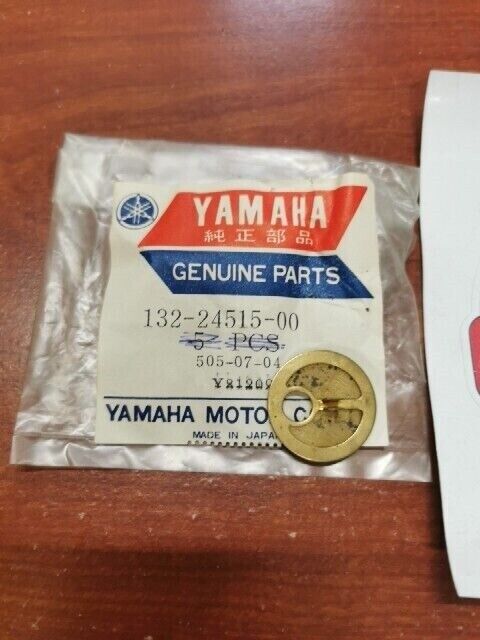 YAMAHA
純正部品
GENUINE PARTS
132-24515-00
5 PCS
505-07-04
YAMAHA MOTOR C
MADE IN JAPAN